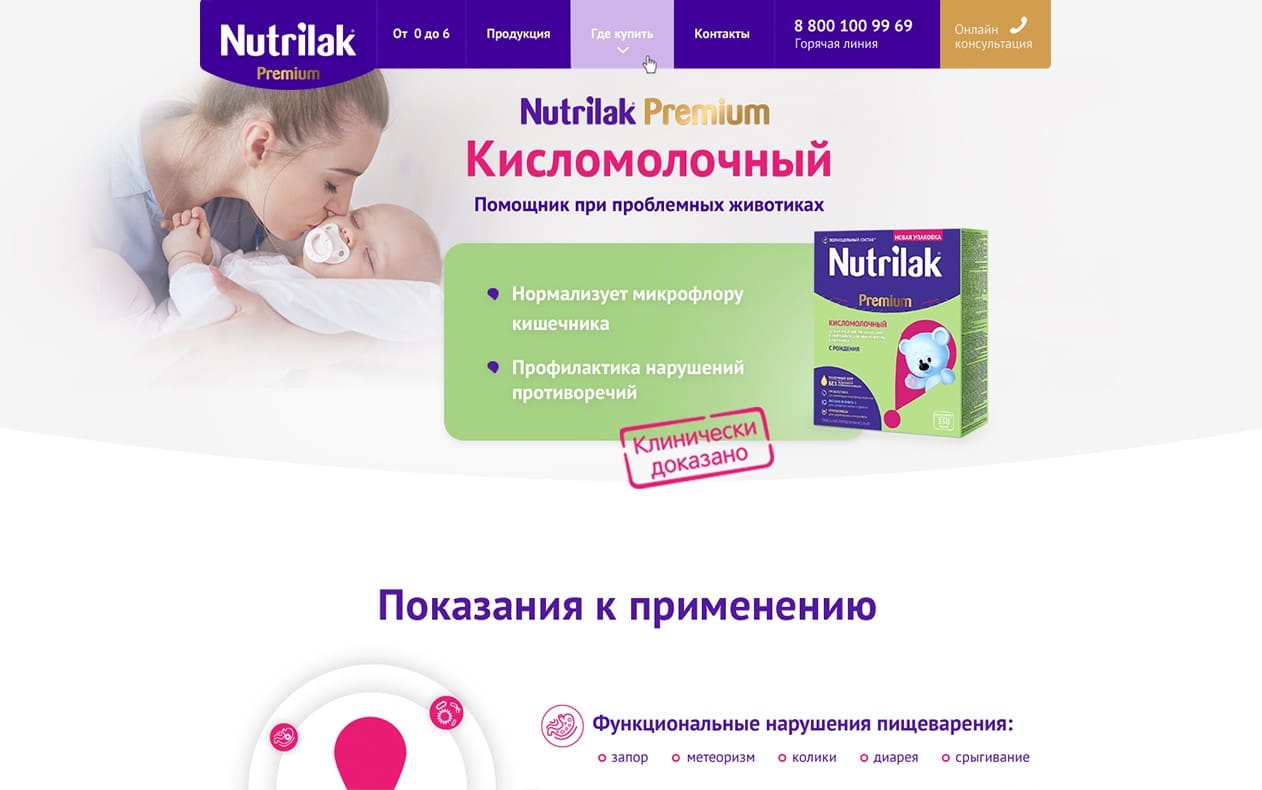 Nutrilak
Premium
От 0 до 6
Продукция
Где купить
Контакты
8 800 100 99 69
Горячая линия
Онлайн
консультация
Nutrilak Premium
Кисломолочный
Помощник при проблемных животиках
Нормализует микрофлору
кишечника
Профилактика нарушений
противоречий
Клинически
доказано
НОВАЯ УПАКОВКА
Nutrilak
Premium
КИСЛОМОЛОЧНЫЙ
С РОЖДЕНИЯ
БЕЗ
350
Показания к применению
Функциональные нарушения пищеварения:
запор
метеоризм
колики
диарея
срыгивание